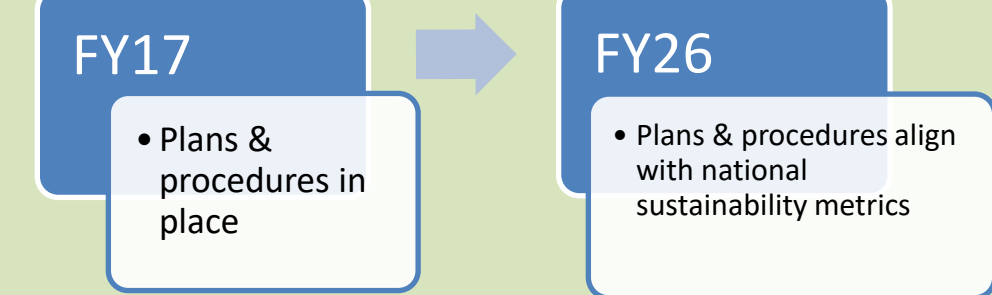 FY17
• Plans &
procedures in
place
FY26
• Plans & procedures align
with national
sustainability metrics